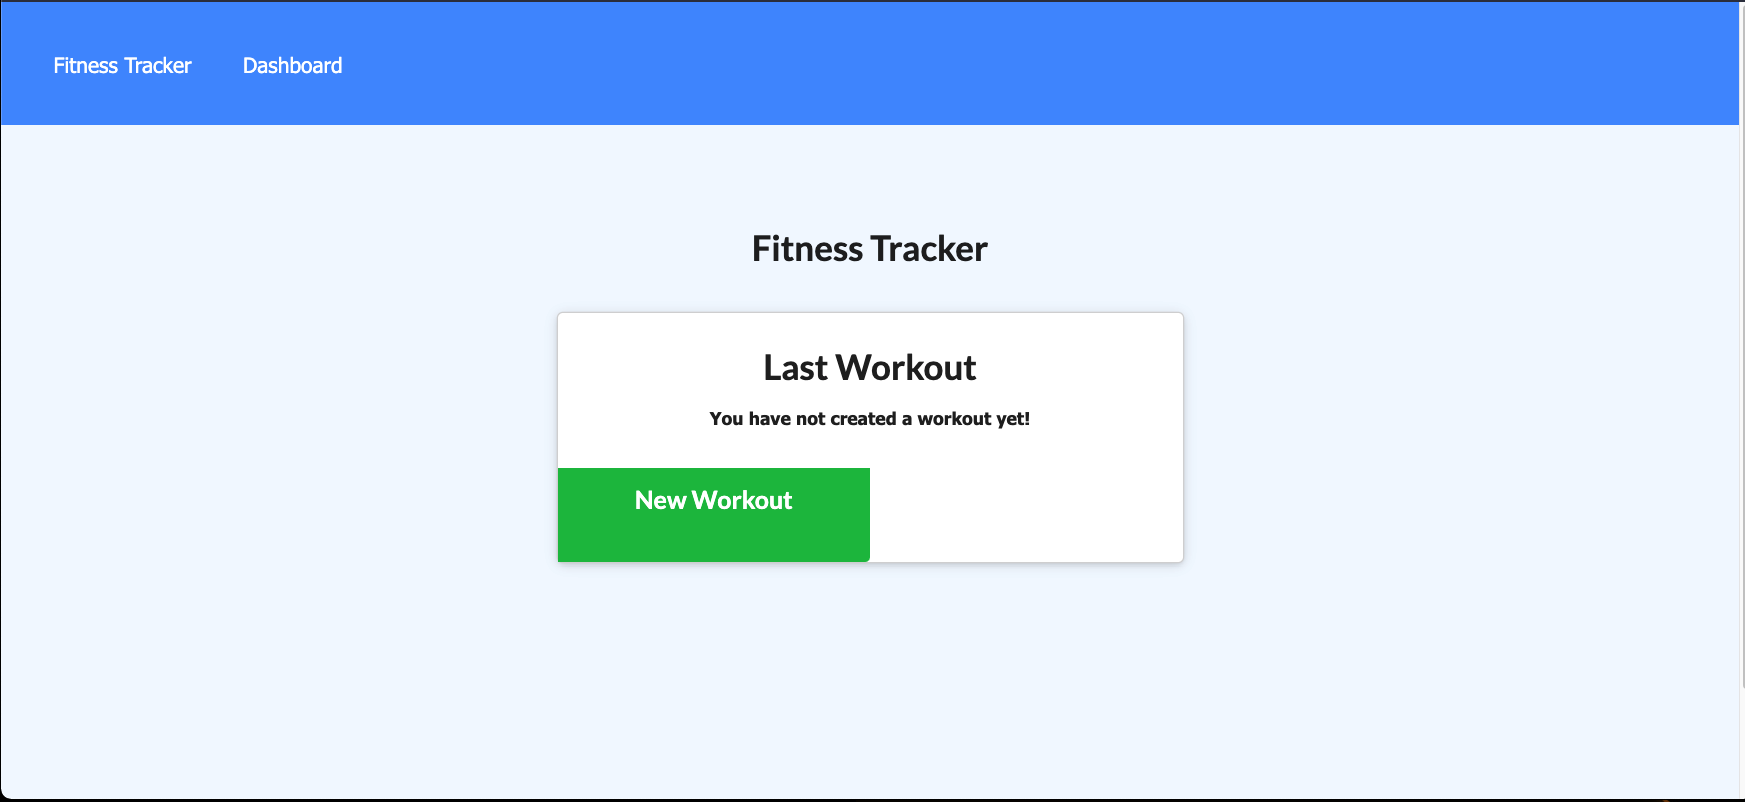 Fitness Tracker Dashboard
Fitness Tracker
Last Workout
You have not created a workout yet!
New Workout